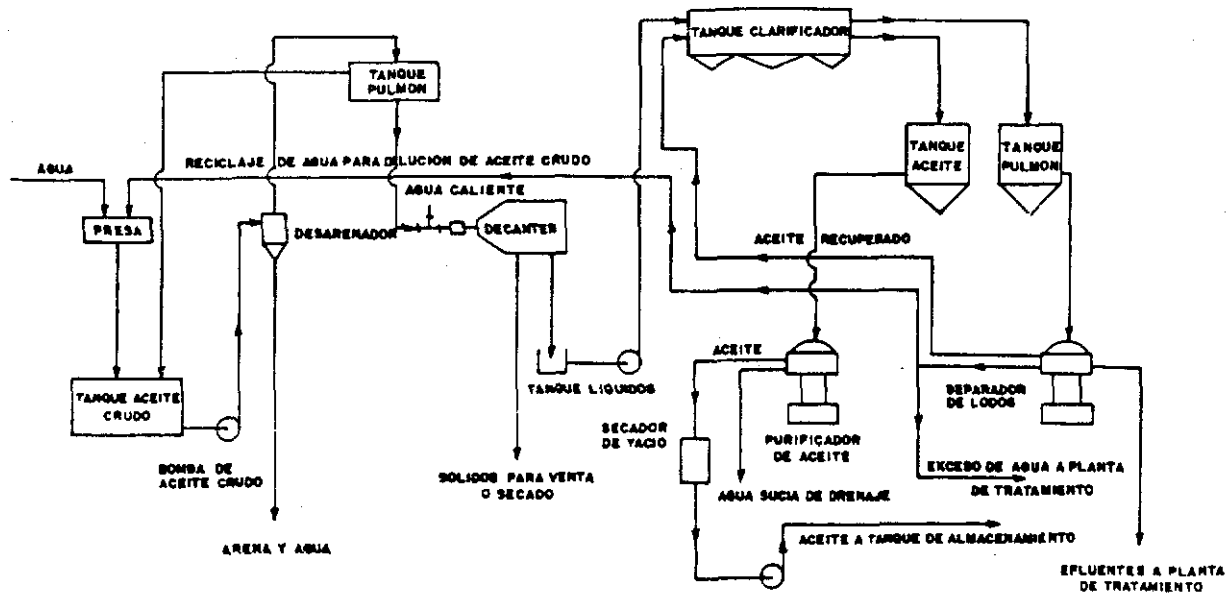 TANQUE CLARIFICADOR
TANQUE
PULMON
TANQUE
ACEITE
TANQUE
PULMON
AGUA
RECICLAJE DE AGUA PARA DILUCION DE ACEITE CRUDO
AGUA CALIENTE
PRESA
DESARENADOR
DECANTER
ACEITE RECUPERADO
ACEITE
TANQUE LIQUIDOS
TANQUE ACEITE
CRUDO
SEPARADOR
DE LODOS
SECADOR
DE VACIO
PURIFICADOR
DE ACEITE
BOMBA DE
ACEITE CRUDO
SOLIDOS PARA VENTA
O SECADO
AGUA SUCIA DE DRENAJE
EXCESO DE AGUA A PLANTA
DE TRATAMIENTO
ARENA Y AGUA
ACEITE A TANQUE DE ALMACENAMIENTO
EFLUENTES A PLANTA
DE TRATAMIENTO